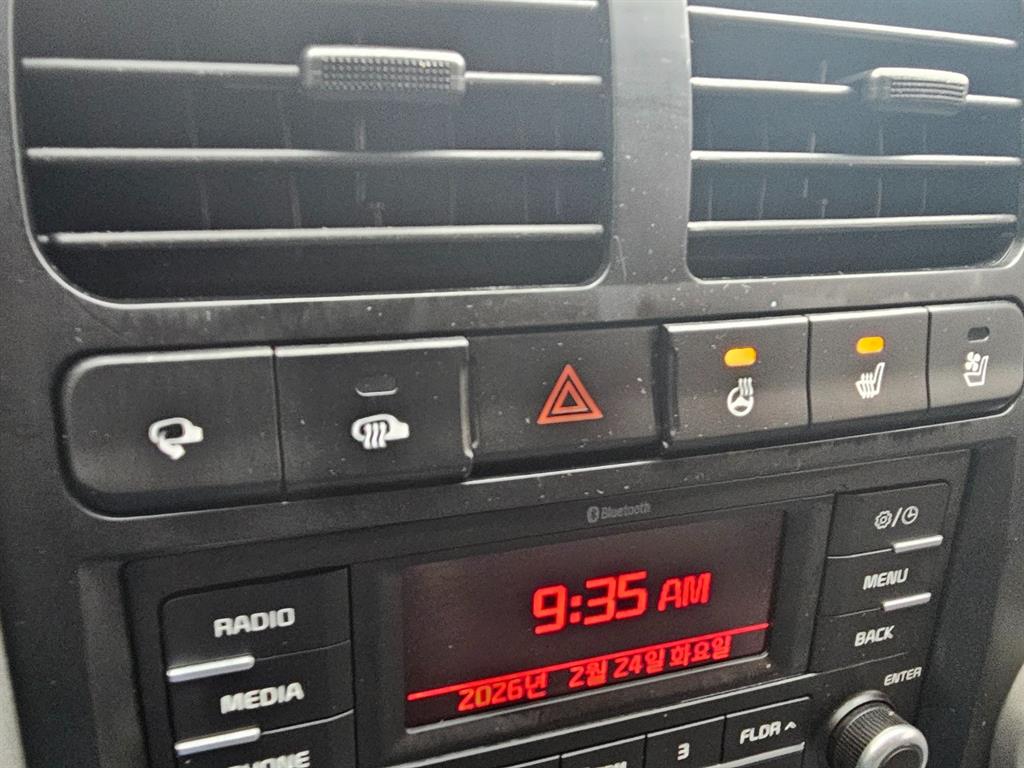 Bluetooth
RADIO
9:35 AM
MENU
MEDIA
2026년 2월 24일 화요일
BACK
ENTER
3
FLDR ^